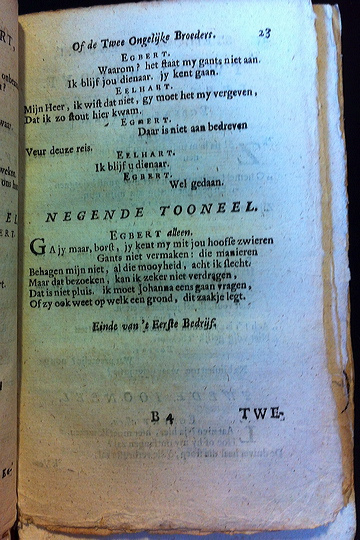 Of de Twee Ongelijke Broeders. 23
EGBERT.
Waarom? het staat my gants niet aan.
Ik blijf jou dienaar. jy kent gaan.
EELHART.
Mijn Heer, ik wist dat niet, gy moet het my vergeven,
Dat ik zo stout hier kwam.
EGBERT.
Daar is niet aan bedreven
Veur deuze reis.
EELHART.
Ik blijf u dienaar.
EGBERT.
Wel gedaan.
NEGENDE TOONEEL.
EGBERT alleen.
GA jy maar, borst, jy kent my mit jou hoofse zwieren
Gants niet vermaken: die manieren
Behagen mijn niet, al die mooyheid, acht ik slecht.
Maar dat bezoeken, kan ik zeker niet verdragen,
Dat is niet pluis. ik moet Johanna eens gaan vragen,
Of zy ook weet op welk een grond, dit zaakje legt.
Einde van 't Eerste Bedrijf.
B 4 TWE-